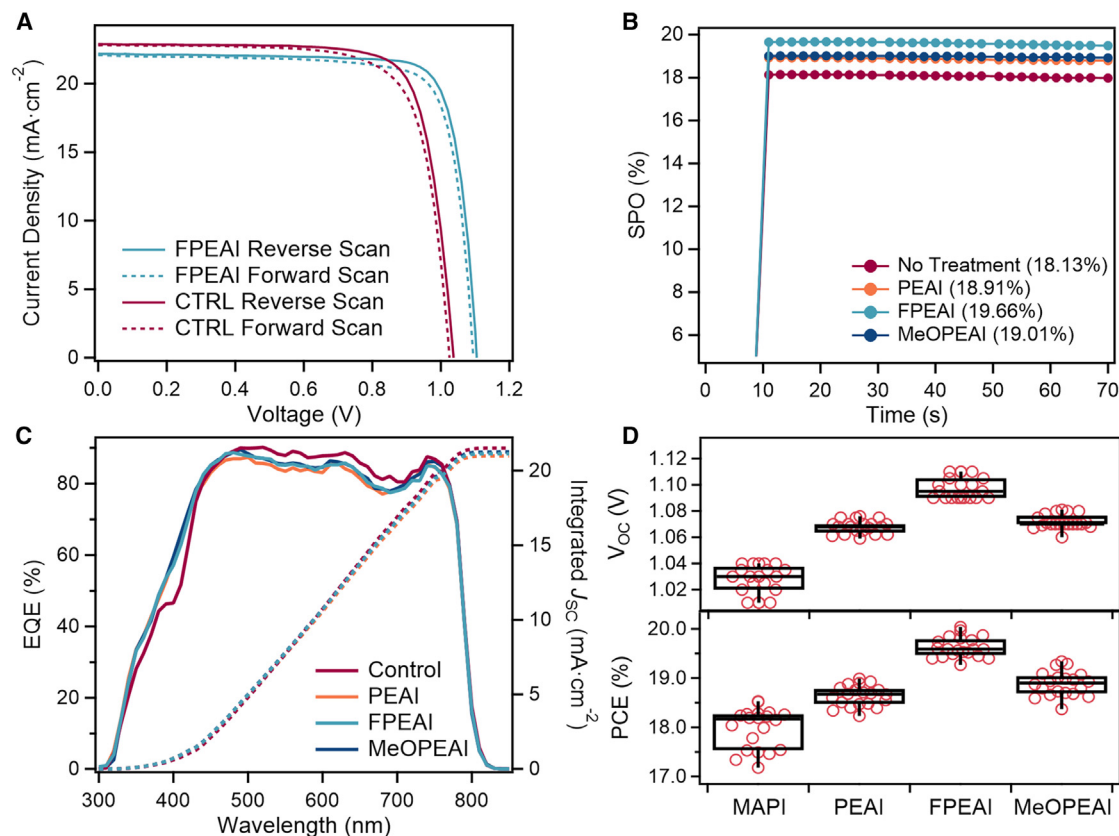 A
Current Density (mA·cm⁻²)
20
15
10
5
0
FPEAI Reverse Scan
FPEAI Forward Scan
CTRL Reverse Scan
CTRL Forward Scan
0.0 0.2 0.4 0.6 0.8 1.0 1.2
Voltage (V)
B
SPO (%)
20
18
16
14
12
10
8
6
No Treatment (18.13%)
PEAI (18.91%)
FPEAI (19.66%)
MeOPEAI (19.01%)
0 10 20 30 40 50 60 70
Time (s)
C
EQE (%)
80
60
40
20
0
Control
PEAI
FPEAI
MeOPEAI
300 400 500 600 700 800
Wavelength (nm)
20
15
10
5
0
Integrated JSC (mA·cm⁻²)
D
VOC (V)
1.12
1.10
1.08
1.06
1.04
1.02
PCE (%)
20.0
19.0
18.0
17.0
MAPI PEAI FPEAI MeOPEAI